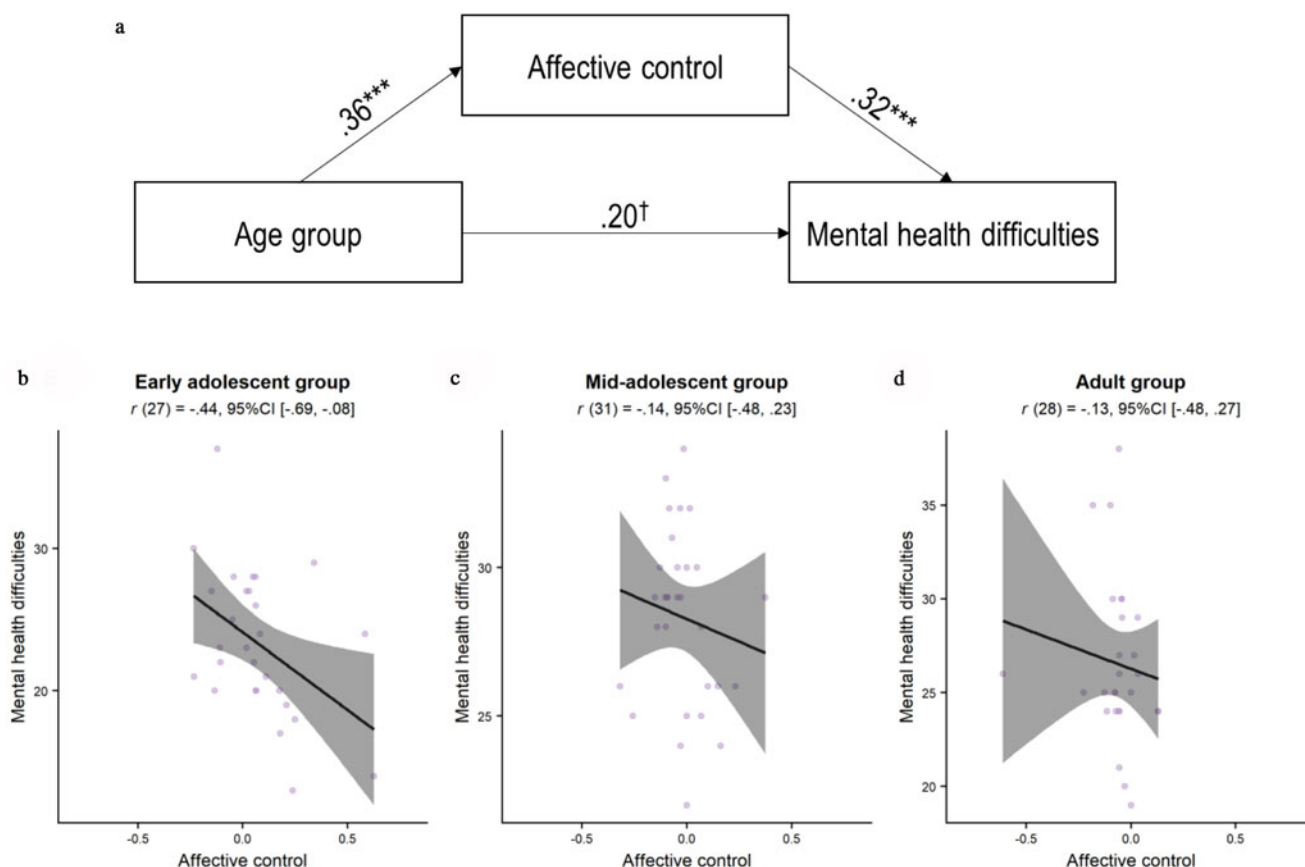 a
Affective control
.36***
.32***
Age group
.20†
Mental health difficulties
b
Early adolescent group
r (27) = -.44, 95%CI [-.69, -.08]
Mental health difficulties
30
20
-0.5
0.0
0.5
Affective control
c
Mid-adolescent group
r (31) = -.14, 95%CI [-.48, .23]
Mental health difficulties
30
25
-0.5
0.0
0.5
Affective control
d
Adult group
r (28) = -.13, 95%CI [-.48, .27]
Mental health difficulties
35
30
25
20
-0.5
0.0
0.5
Affective control